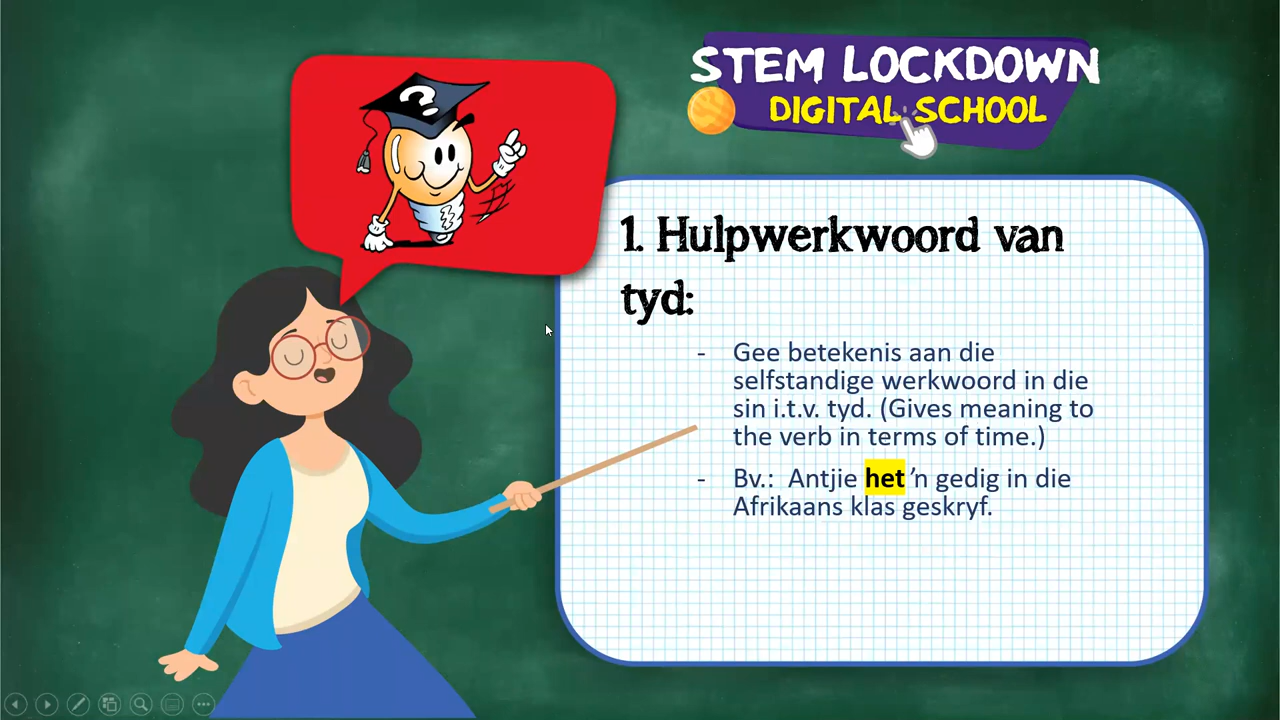 STEM LOCKDOWN
DIGITAL SCHOOL
?
1. Hulpwerkwoord van
tyd:
- Gee betekenis aan die
selfstandige werkwoord in die
sin i.t.v. tyd. (Gives meaning to
the verb in terms of time.)
- Bv.: Antjie het ’n gedig in die
Afrikaans klas geskryf.